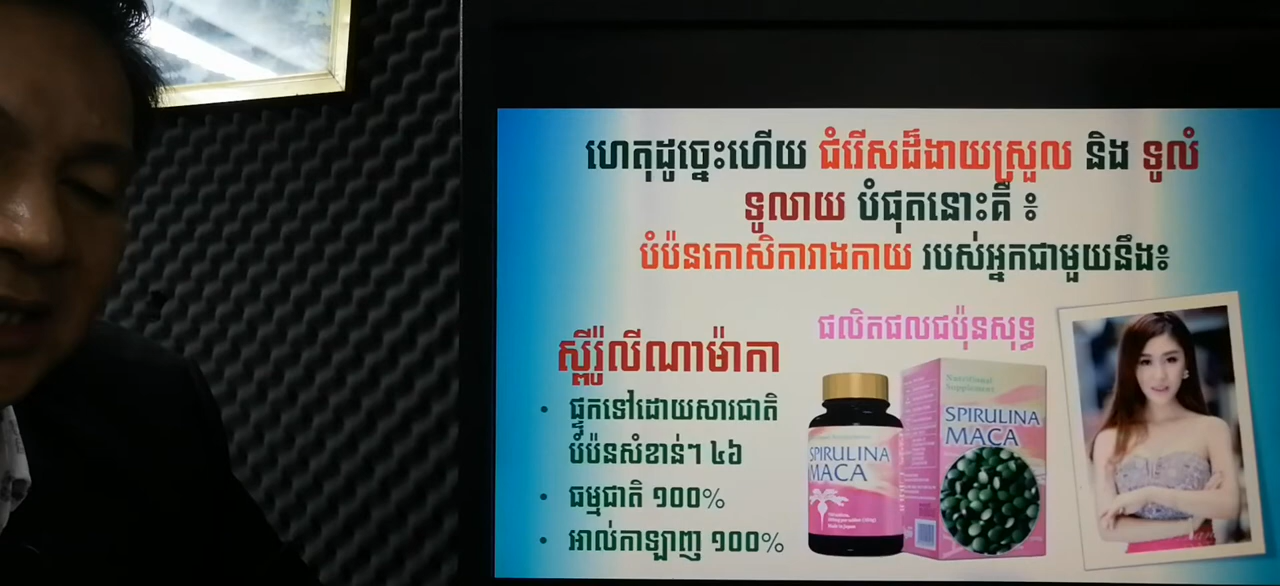 ហេតុដូច្នេះហើយ ជំរើសដ៏ងាយស្រួល និង ទូលំ
ទូលាយ បំផុតនោះគឺ ៖
បំប៉នកោសិការាងកាយ របស់អ្នកជាមួយនឹង៖
ផលិតផលជប៉ុនសុទ្ធ
ស្ពីរ៉ូលីណាម៉ាកា
• ផ្ទុកទៅដោយសារជាតិ
បំប៉នសំខាន់ៗ ៤៦
• ធម្មជាតិ ១០០%
• អាល់កាឡាញ ១០០%
SPIRULINA
MACA
Made in Japan
Nutritional
Supplement
SPIRULINA
MACA